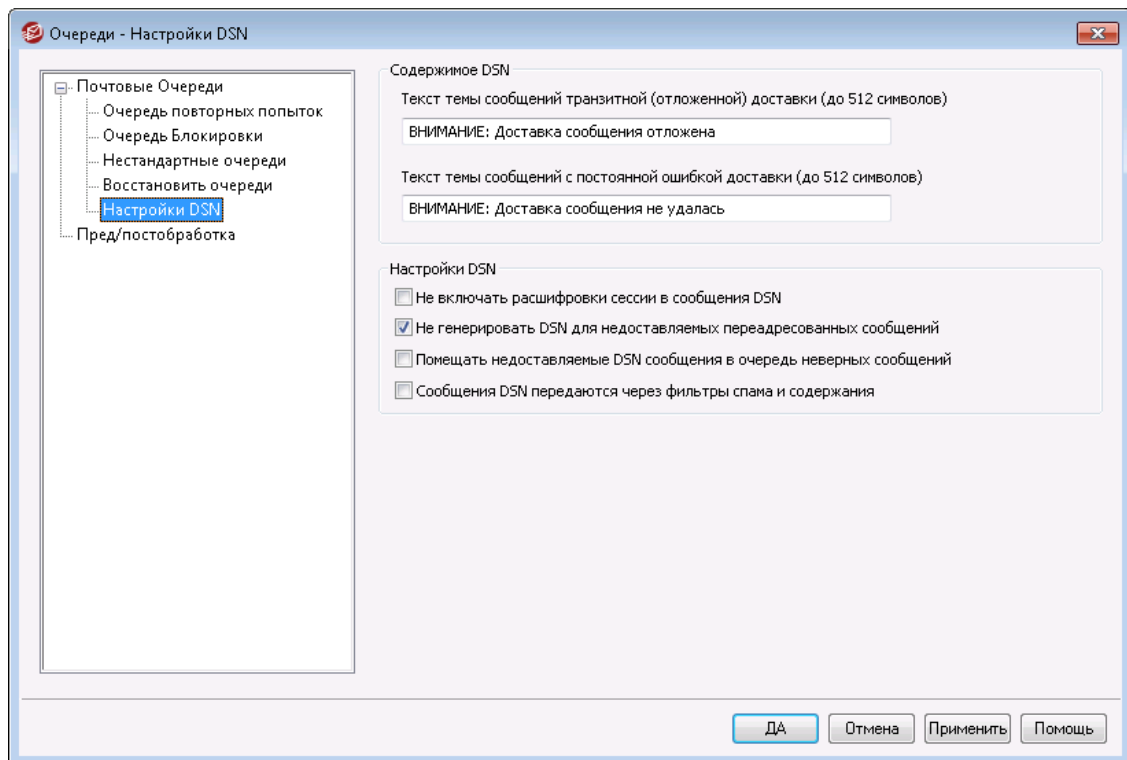 Очереди - Настройки DSN
Почтовые Очереди
Очередь повторных попыток
Очередь Блокировки
Нестандартные очереди
Восстановить очереди
Настройки DSN
Пред/постобработка
Содержимое DSN
Текст темы сообщений транзитной (отложенной) доставки (до 512 символов)
ВНИМАНИЕ: Доставка сообщения отложена
Текст темы сообщений с постоянной ошибкой доставки (до 512 символов)
ВНИМАНИЕ: Доставка сообщения не удалась
Настройки DSN
Не включать расшифровки сессии в сообщения DSN
Не генерировать DSN для недоставляемых переадресованных сообщений
Помещать недоставляемые DSN сообщения в очередь неверных сообщений
Сообщения DSN передаются через фильтры спама и содержания
ДА
Отмена
Применить
Помощь